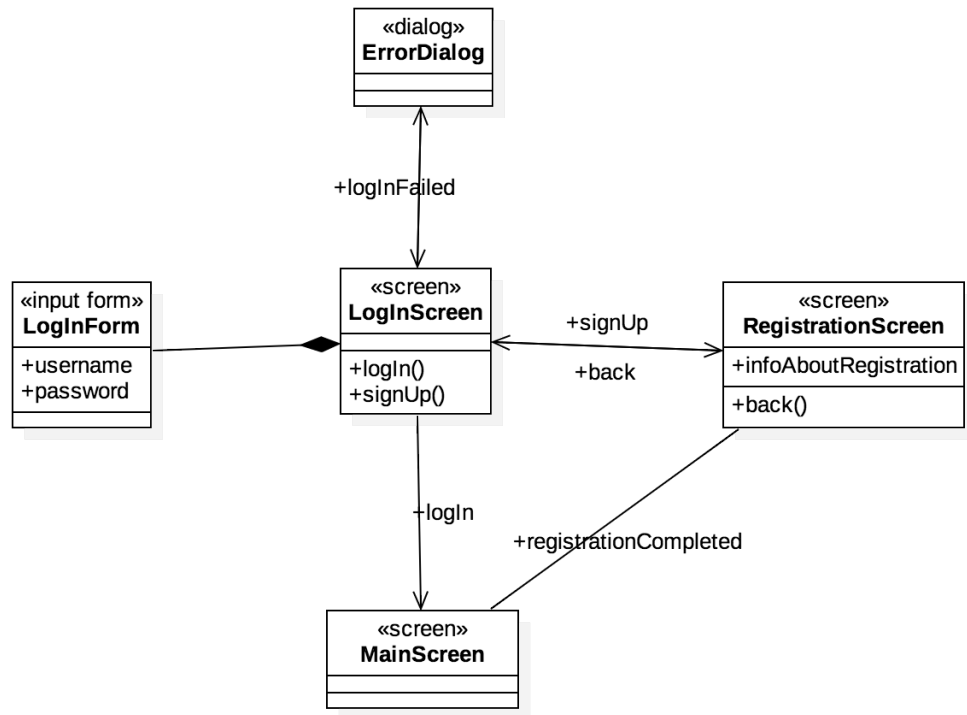 «dialog»
ErrorDialog
+logInFailed
«input form»
LogInForm
+username
+password
«screen»
LogInScreen
+logIn()
+signUp()
+signUp
+back
«screen»
RegistrationScreen
+infoAboutRegistration
+back()
+logIn
+registrationCompleted
«screen»
MainScreen